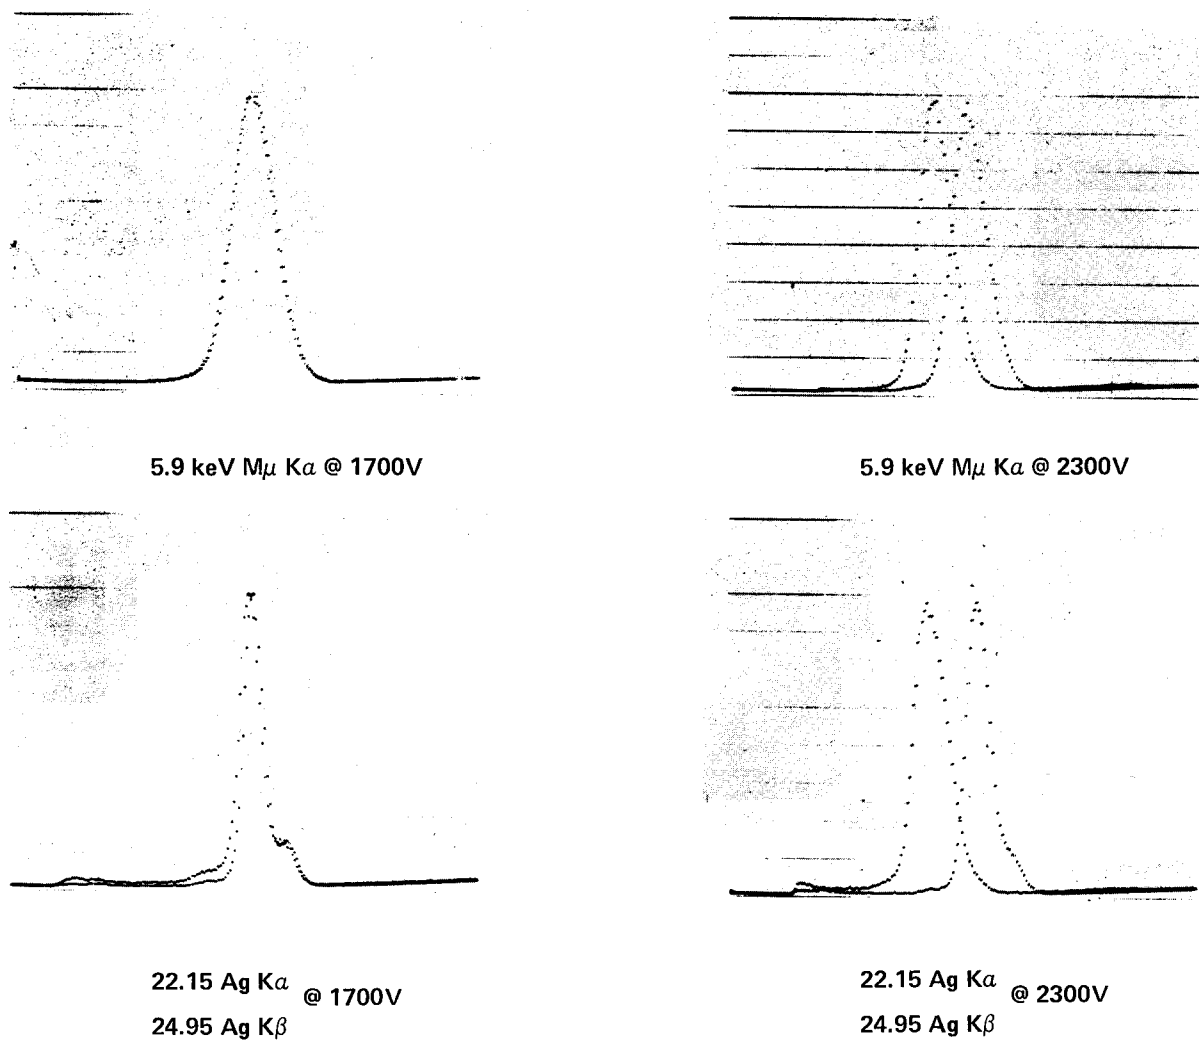 5.9 keV Mμ Kα @ 1700V
5.9 keV Mμ Kα @ 2300V
22.15 Ag Kα
@ 1700V
24.95 Ag Kβ
22.15 Ag Kα
@ 2300V
24.95 Ag Kβ